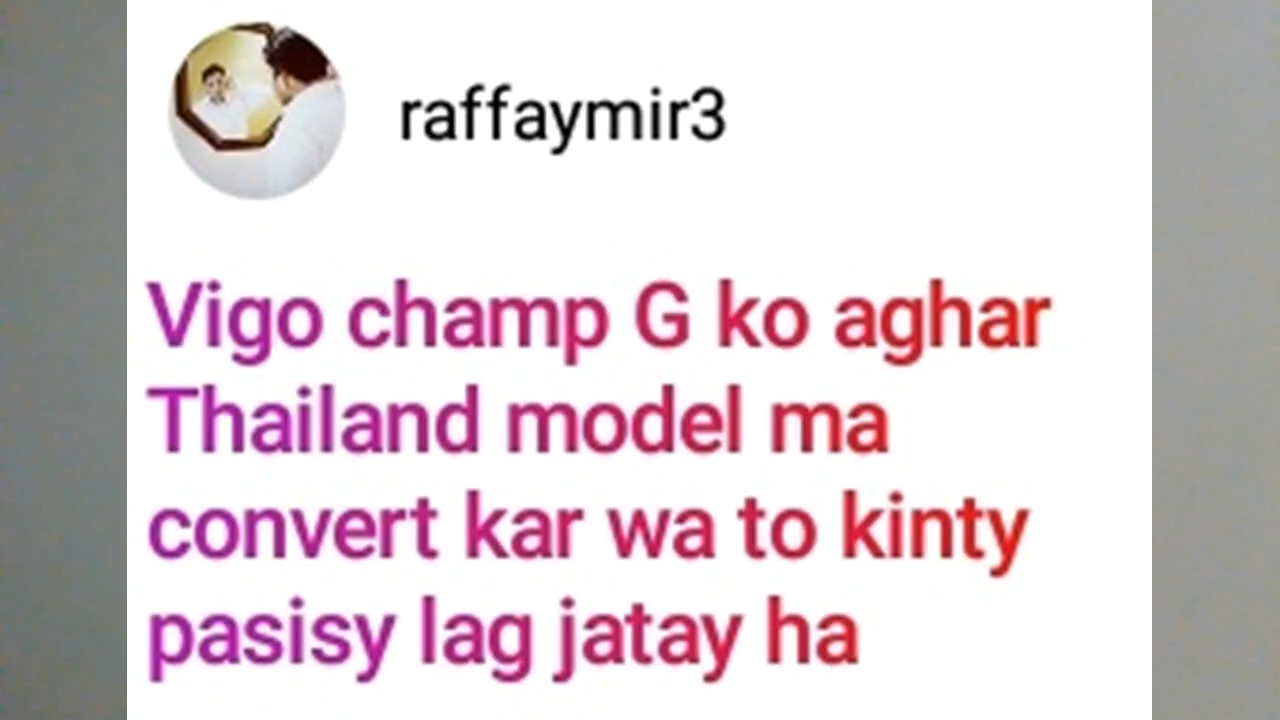 raffaymir3
Vigo champ G ko aghar
Thailand model ma
convert kar wa to kinty
pasisy lag jatay ha